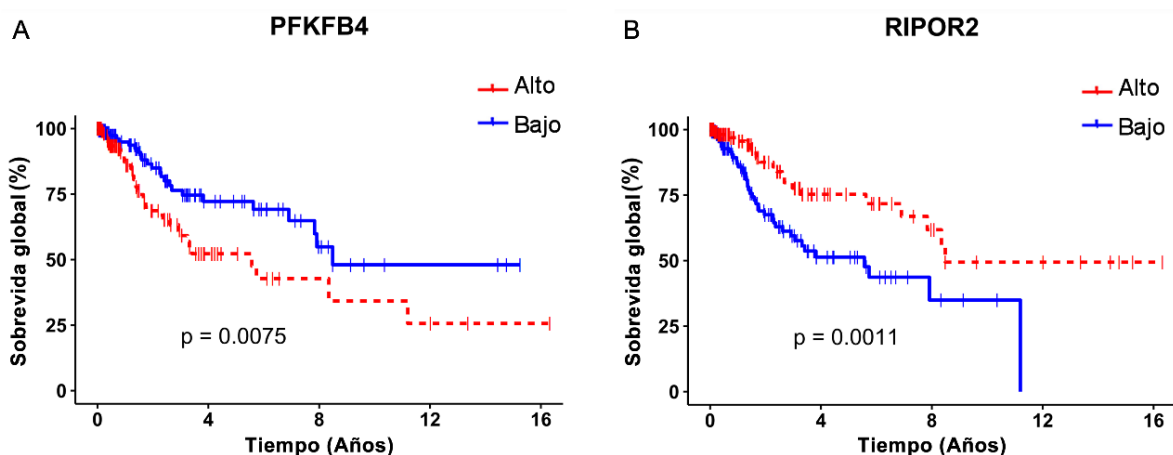 A
PFKFB4
Alto
Bajo
100
75
50
25
0
Sobrevida global (%)
p = 0.0075
0 4 8 12 16
Tiempo (Años)
B
RIPOR2
Alto
Bajo
100
75
50
25
0
Sobrevida global (%)
p = 0.0011
0 4 8 12 16
Tiempo (Años)